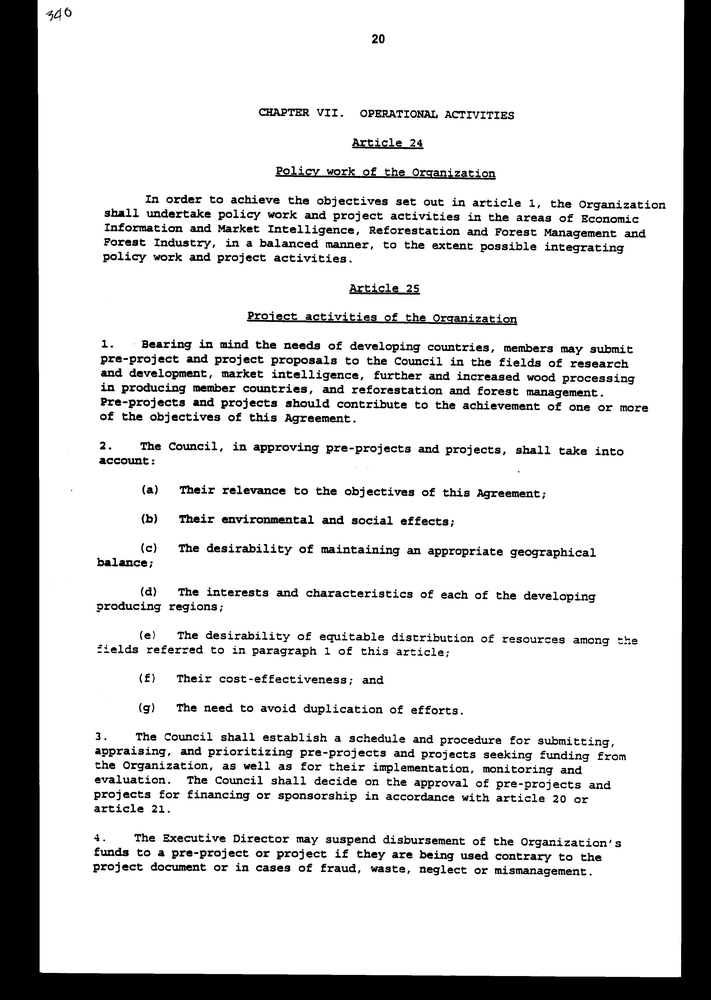 340
20
CHAPTER VII. OPERATIONAL ACTIVITIES
Article 24
Policy work of the Organization
In order to achieve the objectives set out in article 1, the Organization
shall undertake policy work and project activities in the areas of Economic
Information and Market Intelligence, Reforestation and Forest Management and
Forest Industry, in a balanced manner, to the extent possible integrating
policy work and project activities.
Article 25
Project activities of the Organization
1. Bearing in mind the needs of developing countries, members may submit
pre-project and project proposals to the Council in the fields of research
and development, market intelligence, further and increased wood processing
in producing member countries, and reforestation and forest management.
Pre-projects and projects should contribute to the achievement of one or more
of the objectives of this Agreement.
2. The Council, in approving pre-projects and projects, shall take into
account:
(a) Their relevance to the objectives of this Agreement;
(b) Their environmental and social effects;
(c) The desirability of maintaining an appropriate geographical
balance;
(d) The interests and characteristics of each of the developing
producing regions;
(e) The desirability of equitable distribution of resources among the
fields referred to in paragraph 1 of this article;
(f) Their cost-effectiveness; and
(g) The need to avoid duplication of efforts.
3. The Council shall establish a schedule and procedure for submitting,
appraising, and prioritizing pre-projects and projects seeking funding from
the Organization, as well as for their implementation, monitoring and
evaluation. The Council shall decide on the approval of pre-projects and
projects for financing or sponsorship in accordance with article 20 or
article 21.
4. The Executive Director may suspend disbursement of the Organization's
funds to a pre-project or project if they are being used contrary to the
project document or in cases of fraud, waste, neglect or mismanagement.